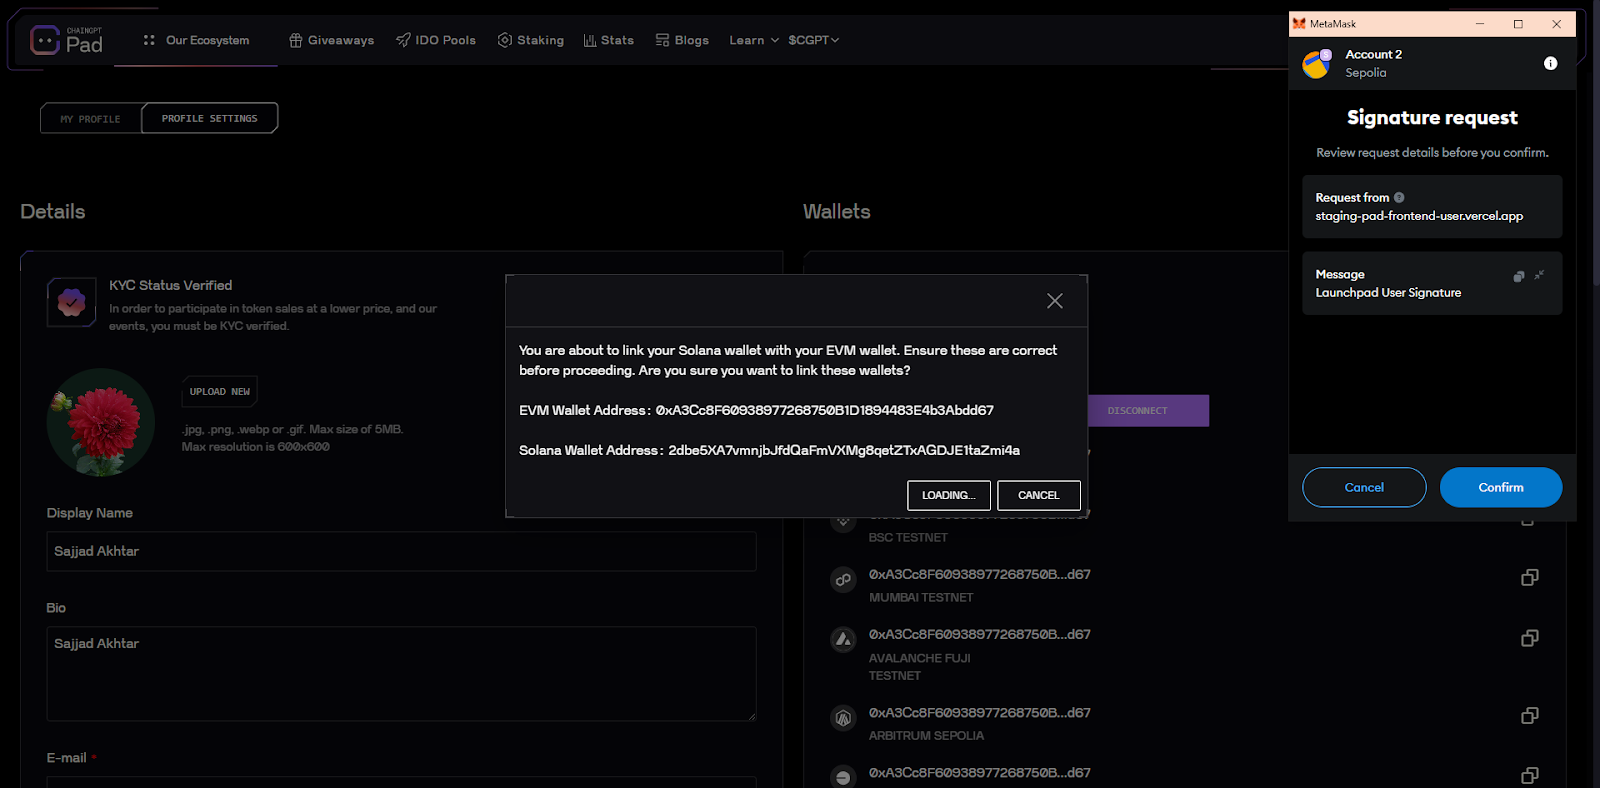 CHAINGPT
Pad
Our Ecosystem
Giveaways
IDO Pools
Staking
Stats
Blogs
Learn
$CGPT
MY PROFILE
PROFILE SETTINGS
Details
KYC Status Verified
In order to participate in token sales at a lower price, and our
events, you must be KYC verified.
UPLOAD NEW
.jpg, .png, .webp or .gif. Max size of 5MB.
Max resolution is 600x600
Display Name
Sajjad Akhtar
Bio
Sajjad Akhtar
E-mail *
Wallets
DISCONNECT
BSC TESTNET
0xA3Cc8F60938977268750B...d67
MUMBAI TESTNET
0xA3Cc8F60938977268750B...d67
AVALANCHE FUJI
TESTNET
0xA3Cc8F60938977268750B...d67
ARBITRUM SEPOLIA
0xA3Cc8F60938977268750B...d67
You are about to link your Solana wallet with your EVM wallet. Ensure these are correct
before proceeding. Are you sure you want to link these wallets?
EVM Wallet Address: 0xA3Cc8F60938977268750B1D1894483E4b3Abdd67
Solana Wallet Address: 2dbe5XA7vmnjbJfdQaFmVXMg8qetZTxAGDJE1taZmi4a
LOADING...
CANCEL
MetaMask
Account 2
S
Sepolia
Signature request
Review request details before you confirm.
Request from
staging-pad-frontend-user.vercel.app
Message
Launchpad User Signature
Cancel
Confirm